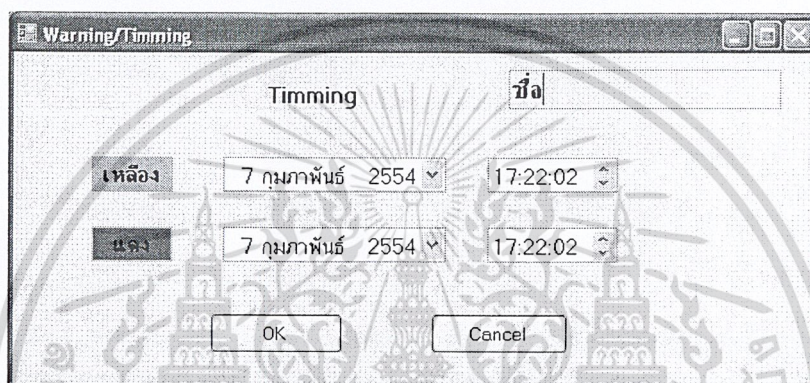 Warning/Timming
Timming ชื่อ
เหลือง 7 กุมภาพันธ์ 2554 17:22:02
แดง 7 กุมภาพันธ์ 2554 17:22:02
OK Cancel